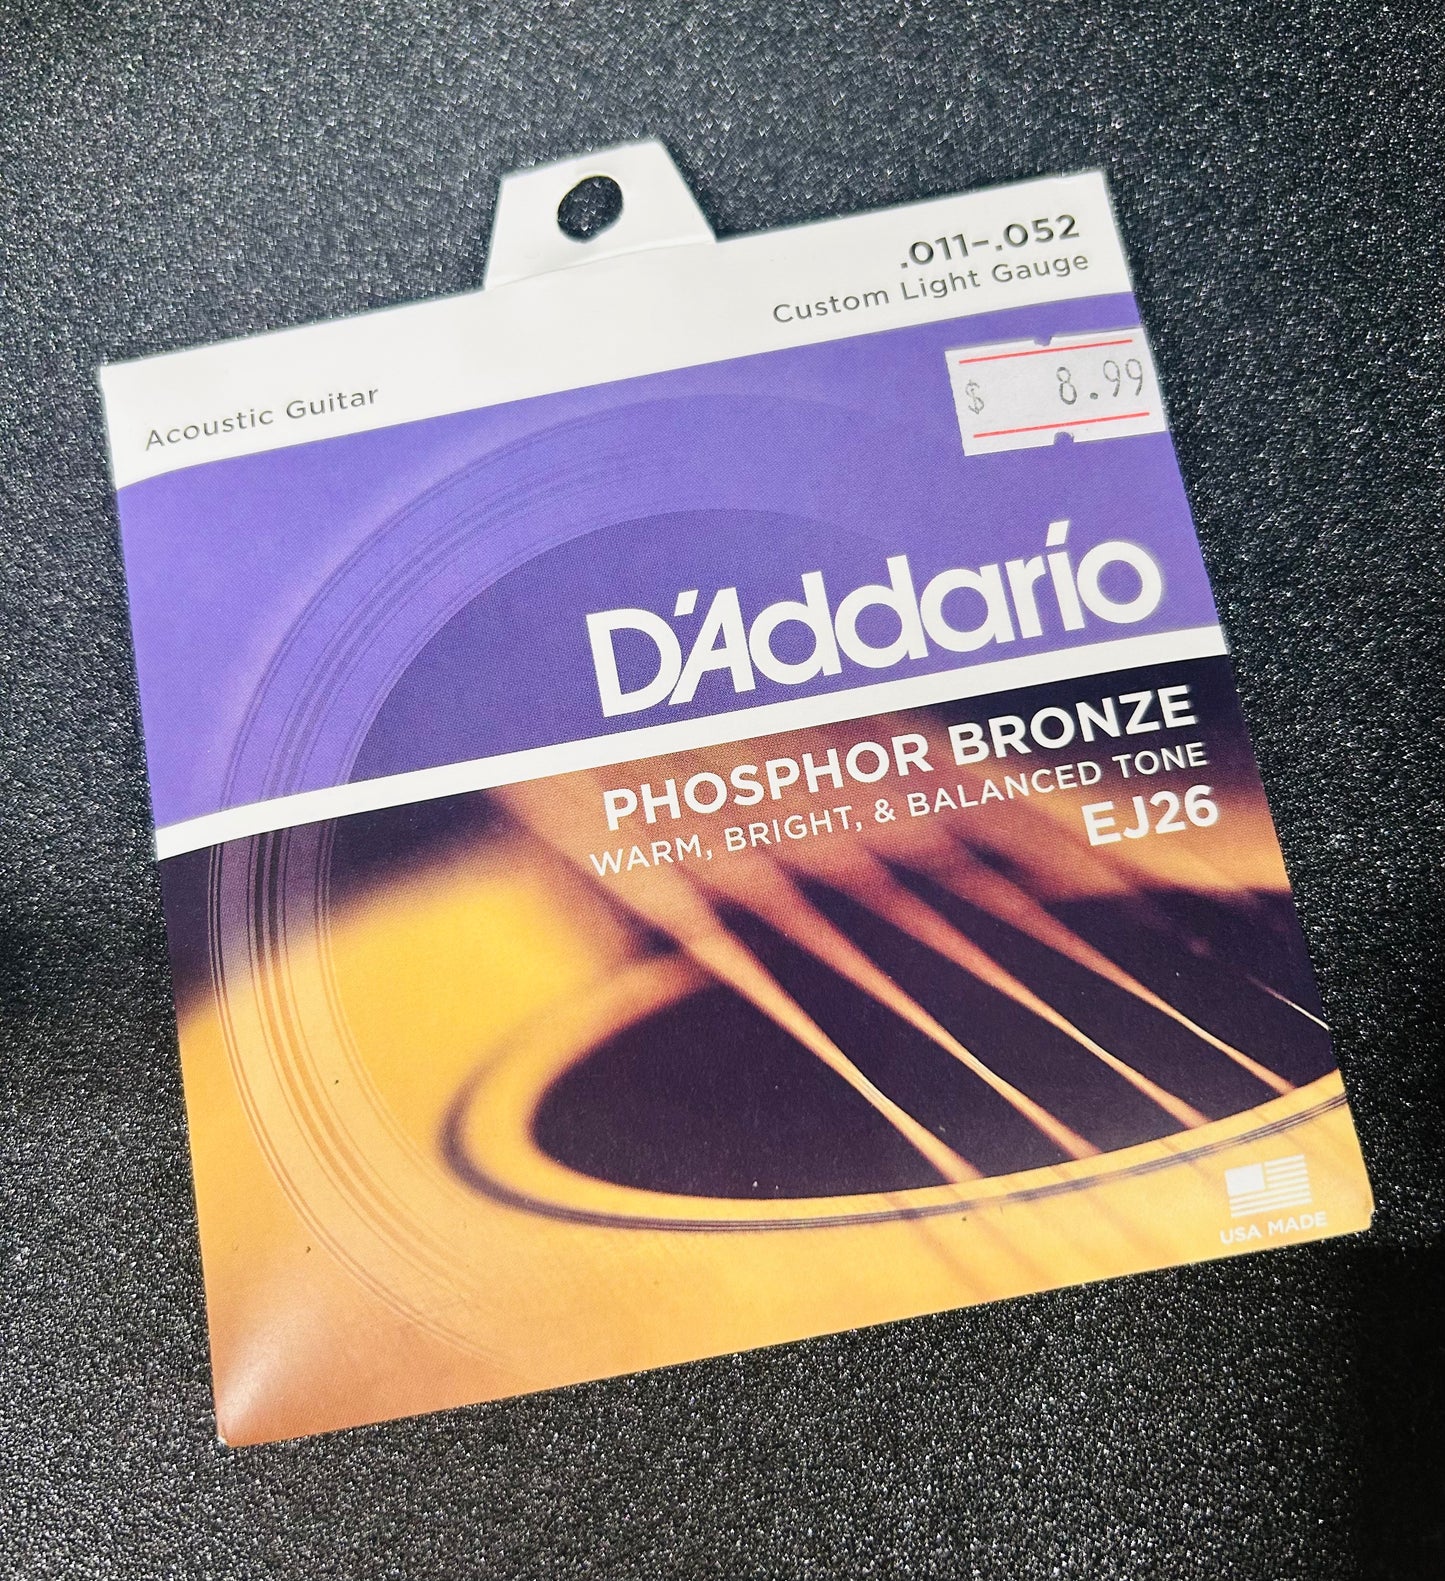 .011–.052
Custom Light Gauge
Acoustic Guitar
$ 8.99
D'Addario
PHOSPHOR BRONZE
WARM, BRIGHT, & BALANCED TONE
EJ26
USA MADE